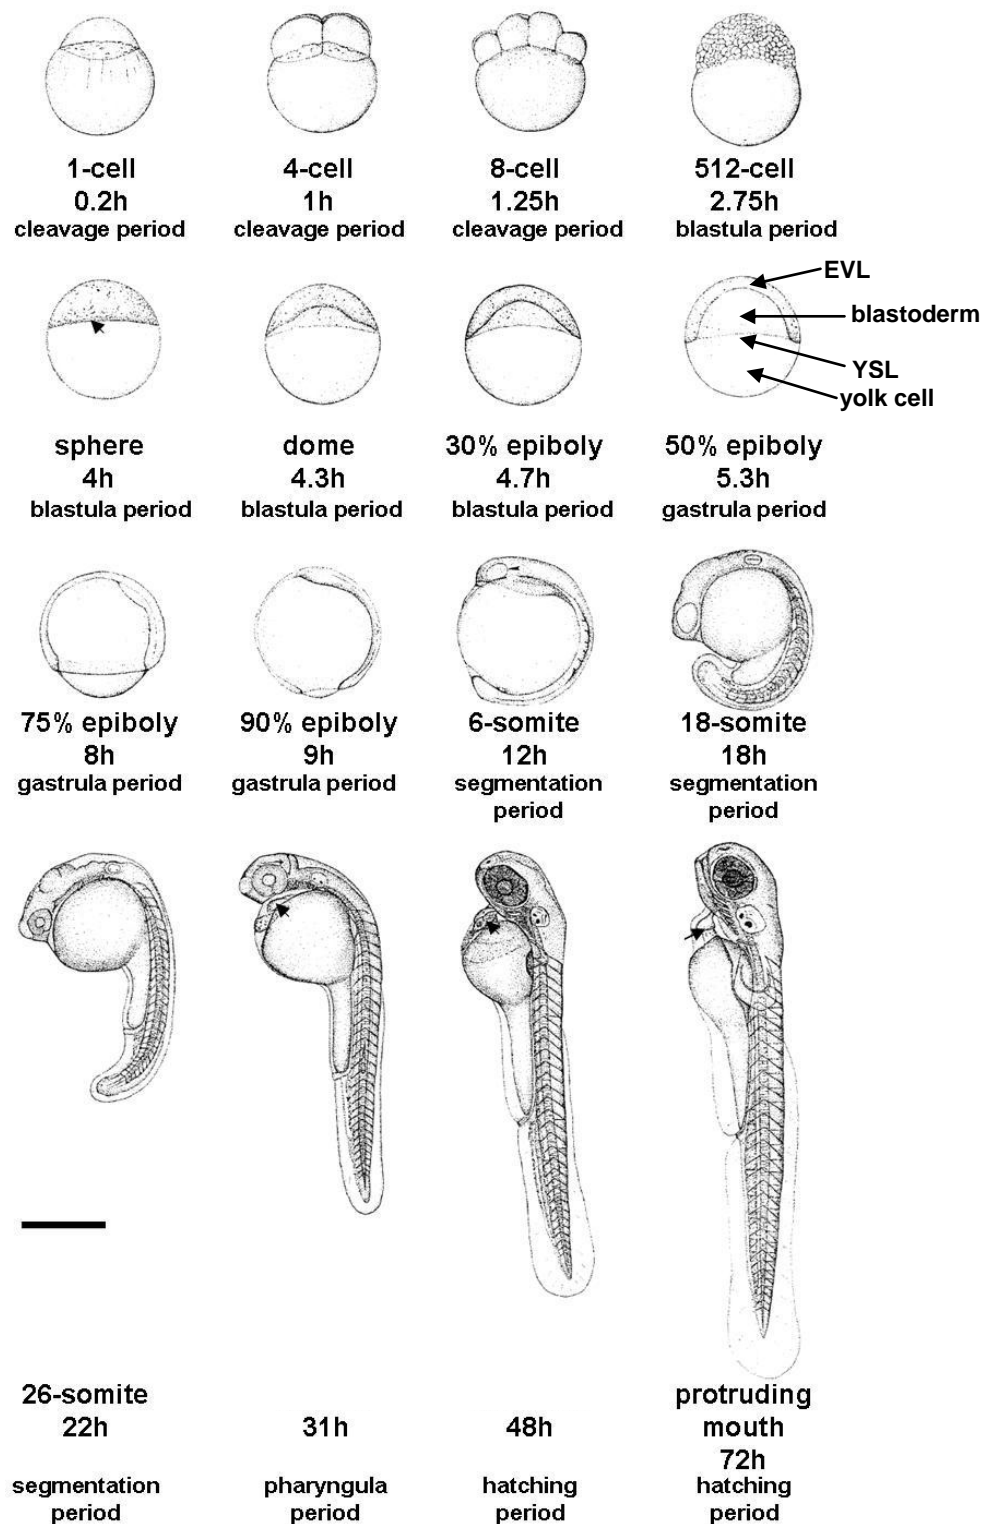 1-cell
0.2h
cleavage period
4-cell
1h
cleavage period
8-cell
1.25h
cleavage period
512-cell
2.75h
blastula period
sphere
4h
blastula period
dome
4.3h
blastula period
30% epiboly
4.7h
blastula period
EVL
blastoderm
YSL
yolk cell
50% epiboly
5.3h
gastrula period
75% epiboly
8h
gastrula period
90% epiboly
9h
gastrula period
6-somite
12h
segmentation
period
18-somite
18h
segmentation
period
26-somite
22h
segmentation
period
31h
pharyngula
period
48h
hatching
period
protruding
mouth
72h
hatching
period